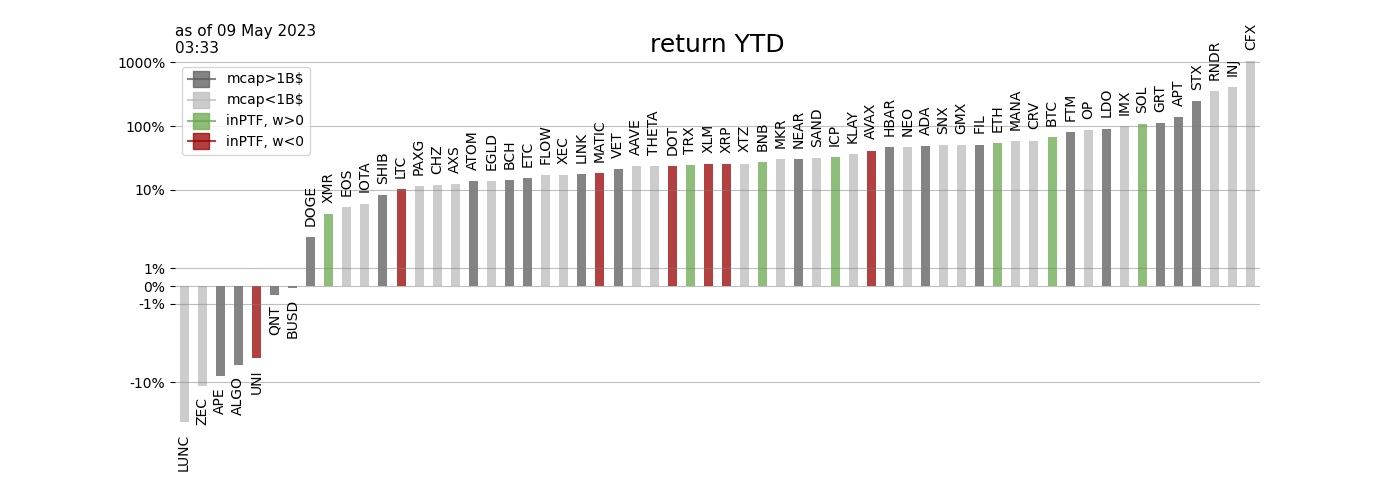 as of 09 May 2023
03:33
return YTD
1000%
100%
10%
1%
0%
-1%
-10%
mcap>1B$
mcap<1B$
inPTF, w>0
inPTF, w<0
LUNC
ZEC
APE
ALGO
UNI
QNT
BUSD
DOGE
XMR
EOS
IOTA
SHIB
LTC
PAXG
CHZ
AXS
ATOM
EGLD
BCH
ETC
FLOW
XEC
LINK
MATIC
VET
AAVE
THETA
DOT
TRX
XLM
XRP
XTZ
BNB
MKR
NEAR
SAND
ICP
KLAY
AVAX
HBAR
NEO
ADA
SNX
GMX
FIL
ETH
MANA
CRV
BTC
FTM
OP
LDO
IMX
SOL
GRT
APT
STX
RNDR
INJ
CFX